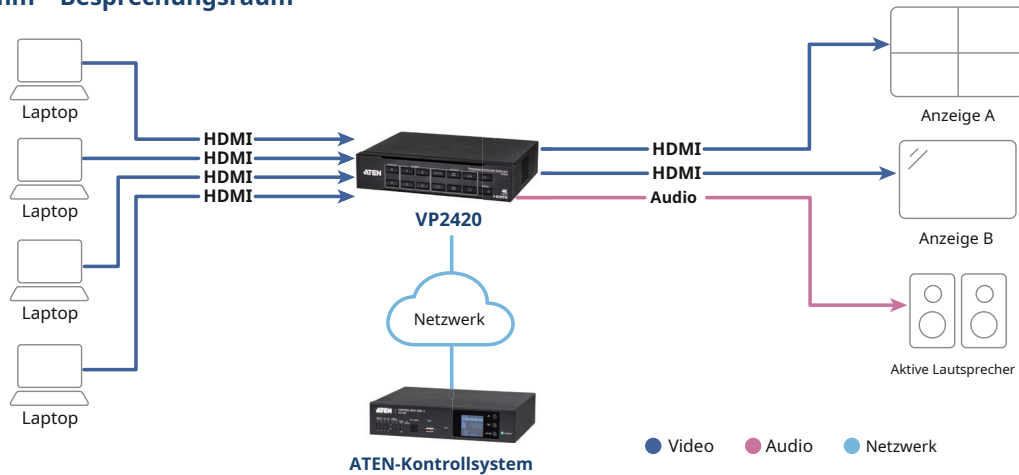 Besprechungsraum
Laptop
Laptop
Laptop
Laptop
HDMI
HDMI
HDMI
HDMI
ATEN
VP2420
Netzwerk
ATEN
ATEN-Kontrollsystem
HDMI
HDMI
Audio
Anzeige A
Anzeige B
Aktive Lautsprecher
Video
Audio
Netzwerk